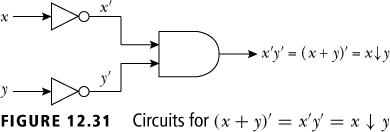 x x′
x′y′ = (x + y)′ = x↓y
y y′
FIGURE 12.31 Circuits for (x + y)′ = x′y′ = x ↓ y